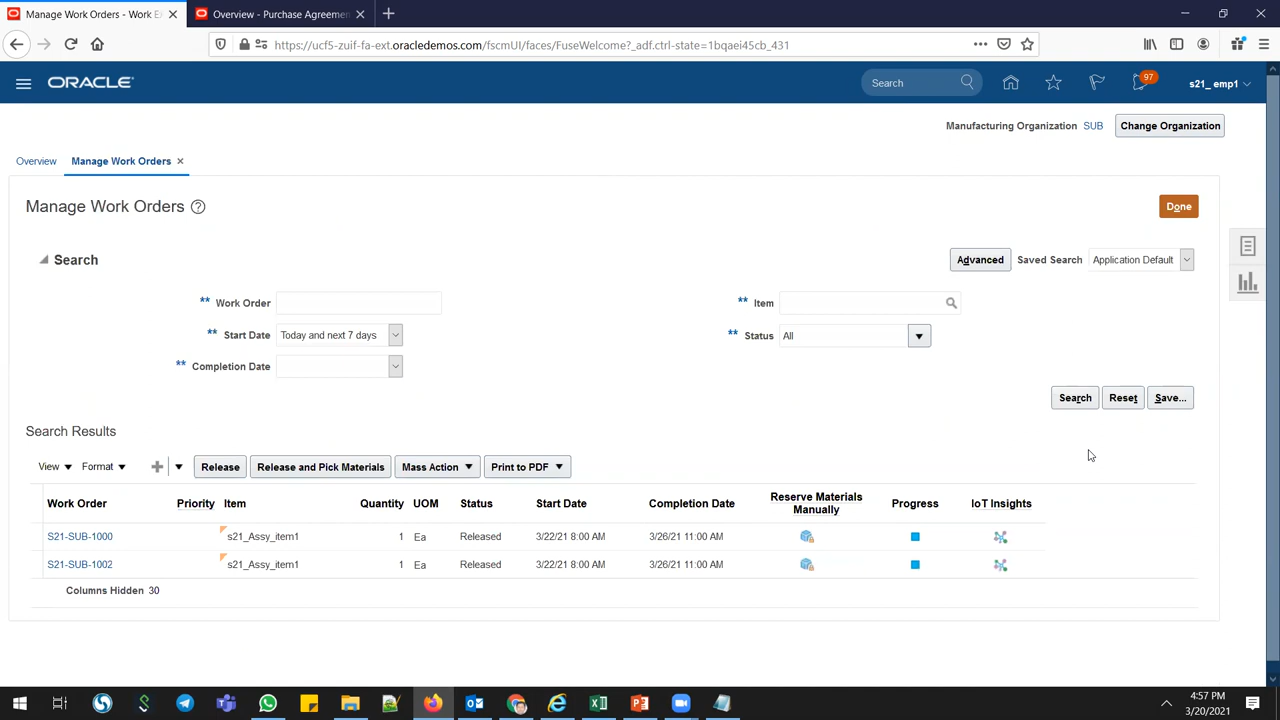 Manage Work Orders - Work E
Overview - Purchase Agreemen
https://ucf5-zuif-fa-ext.oracledemos.com/fscmUI/faces/FuseWelcome?_adf.ctrl-state=1bqaei45cb_431
ORACLE
Search
97
s21_ emp1
Manufacturing Organization SUB Change Organization
Overview Manage Work Orders
Manage Work Orders ?
Done
Search
Advanced Saved Search Application Default
** Work Order
** Item
** Start Date Today and next 7 days
** Status All
** Completion Date
Search Reset Save...
Search Results
View Format Release Release and Pick Materials Mass Action Print to PDF
Work Order Priority Item Quantity UOM Status Start Date Completion Date Reserve Materials Manually Progress IoT Insights
S21-SUB-1000 s21_Assy_item1 1 Ea Released 3/22/21 8:00 AM 3/26/21 11:00 AM
S21-SUB-1002 s21_Assy_item1 1 Ea Released 3/22/21 8:00 AM 3/26/21 11:00 AM
Columns Hidden 30
4:57 PM
3/20/2021